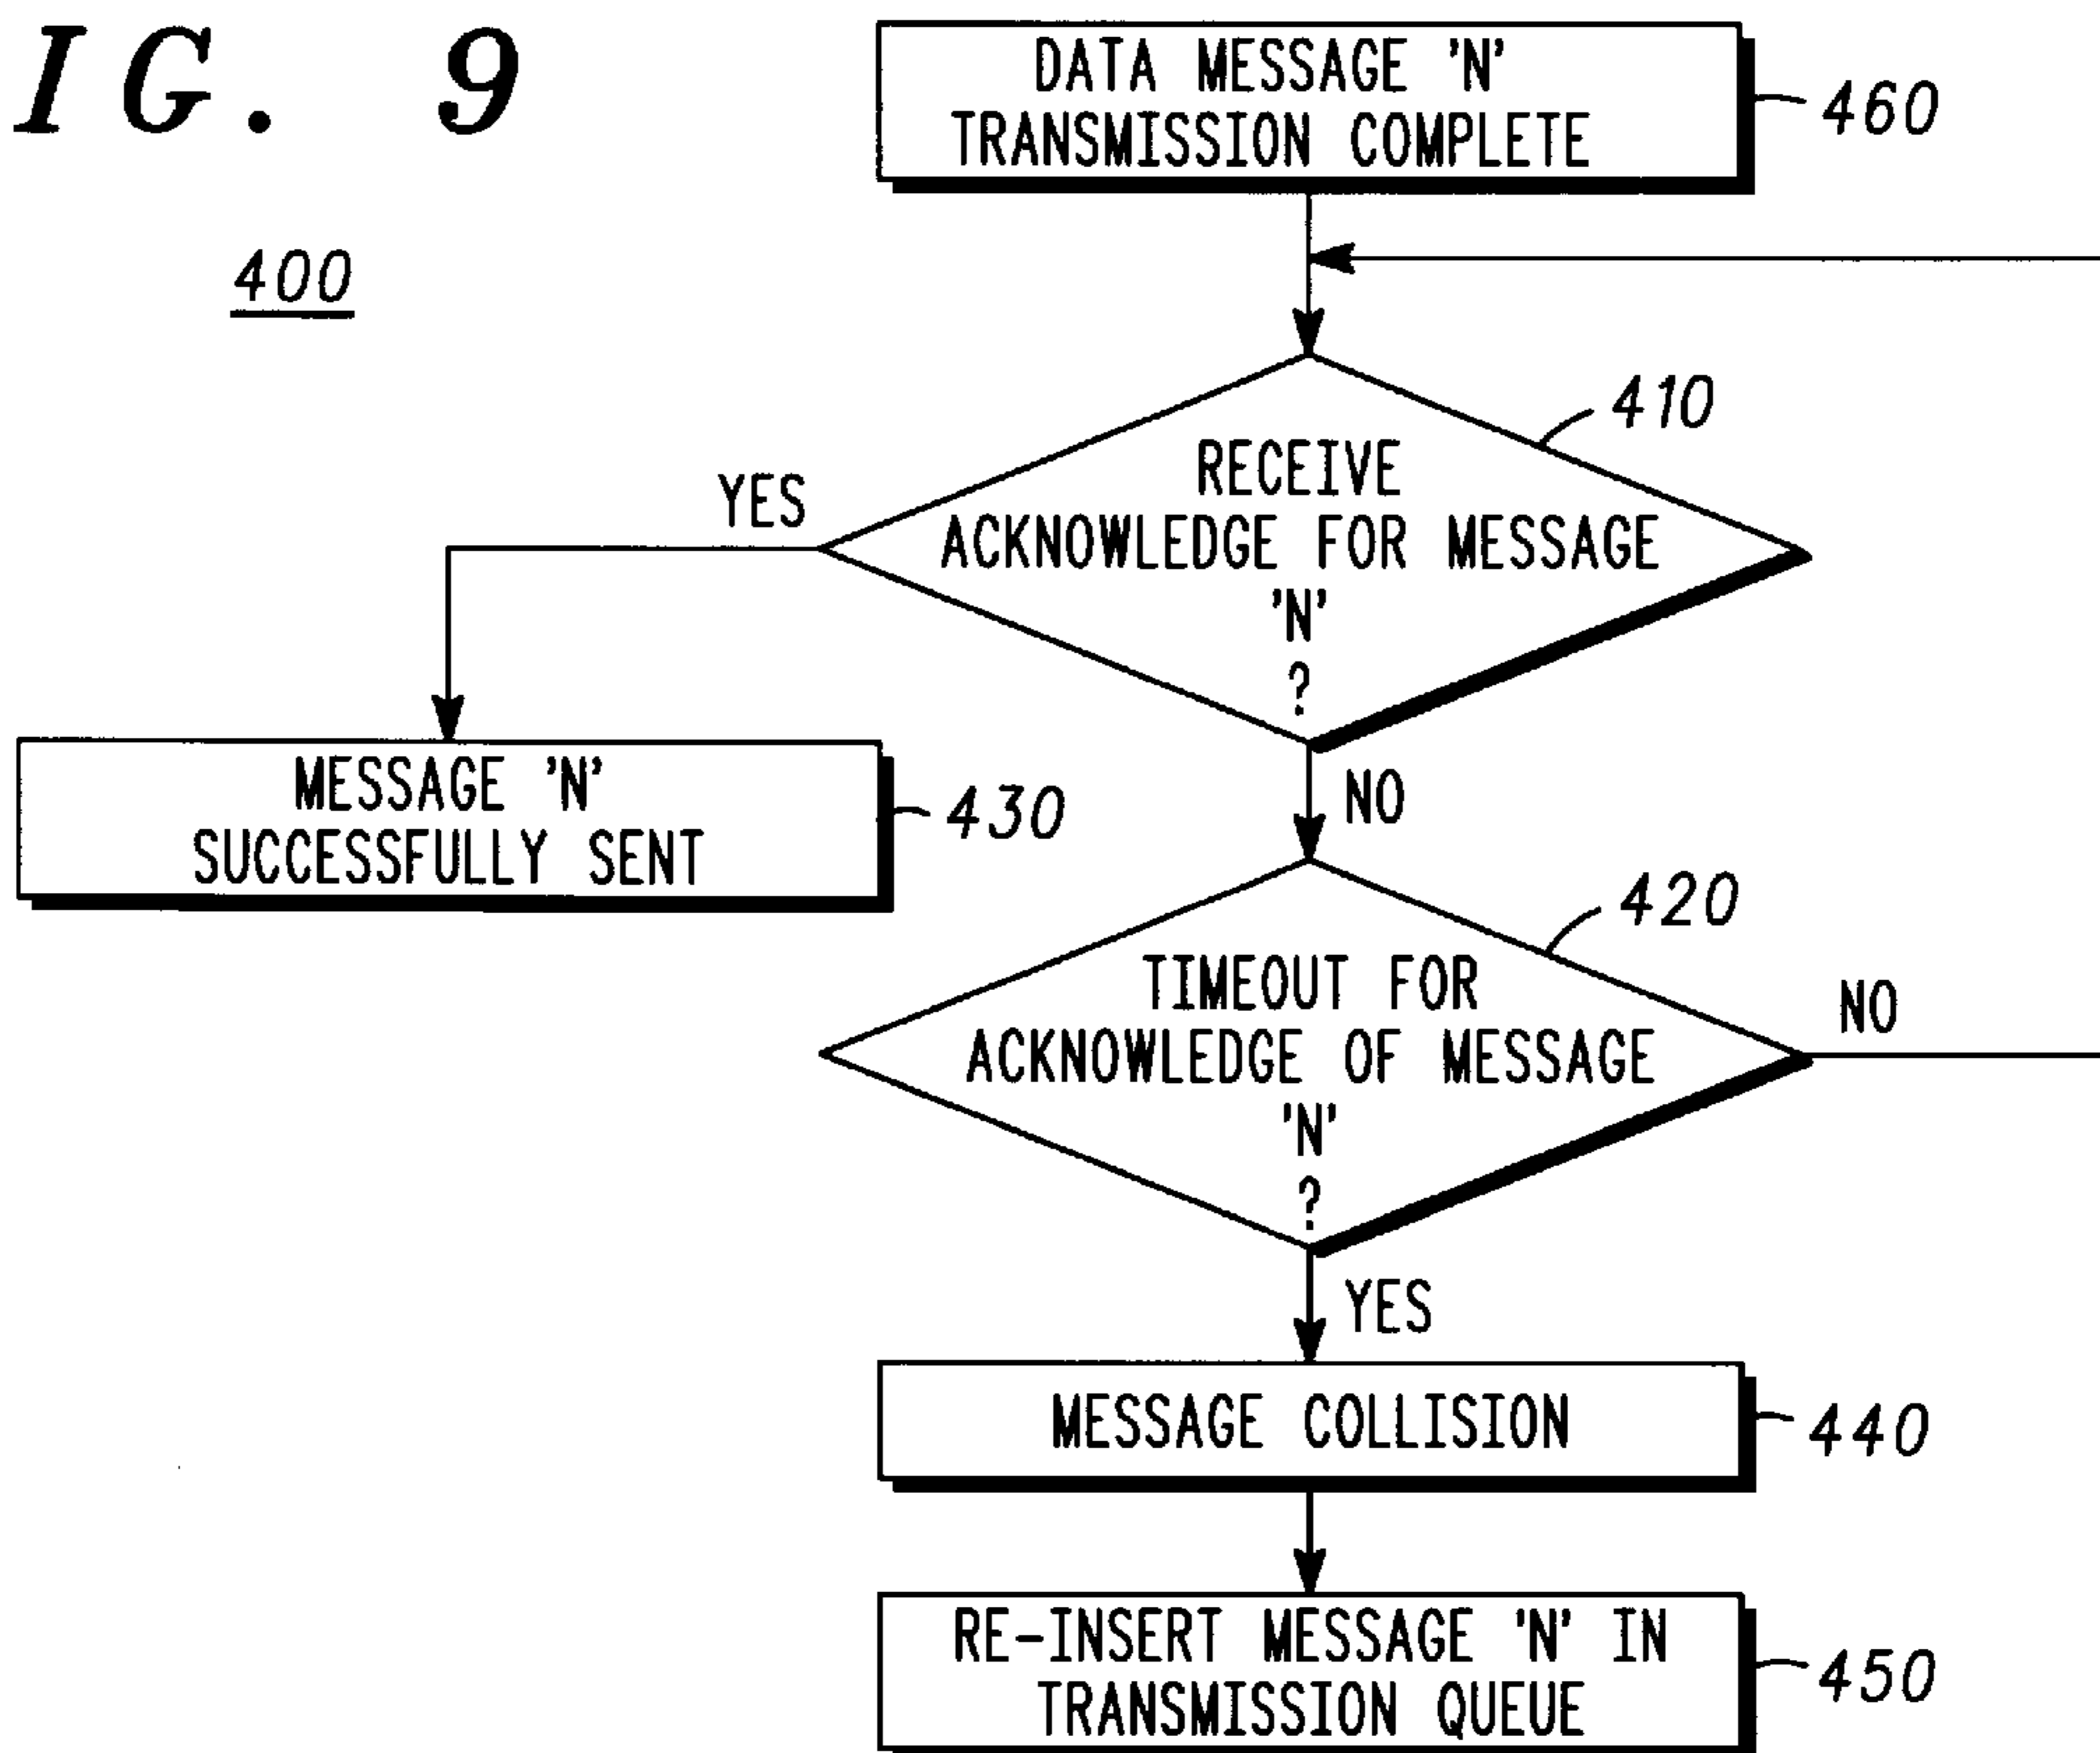 IG. 9
400
DATA MESSAGE 'N'
TRANSMISSION COMPLETE
460
410
RECEIVE
ACKNOWLEDGE FOR MESSAGE
'N'
?
YES
NO
MESSAGE 'N'
SUCCESSFULLY SENT
430
420
TIMEOUT FOR
ACKNOWLEDGE OF MESSAGE
'N'
?
NO
YES
MESSAGE COLLISION
440
RE-INSERT MESSAGE 'N' IN
TRANSMISSION QUEUE
450